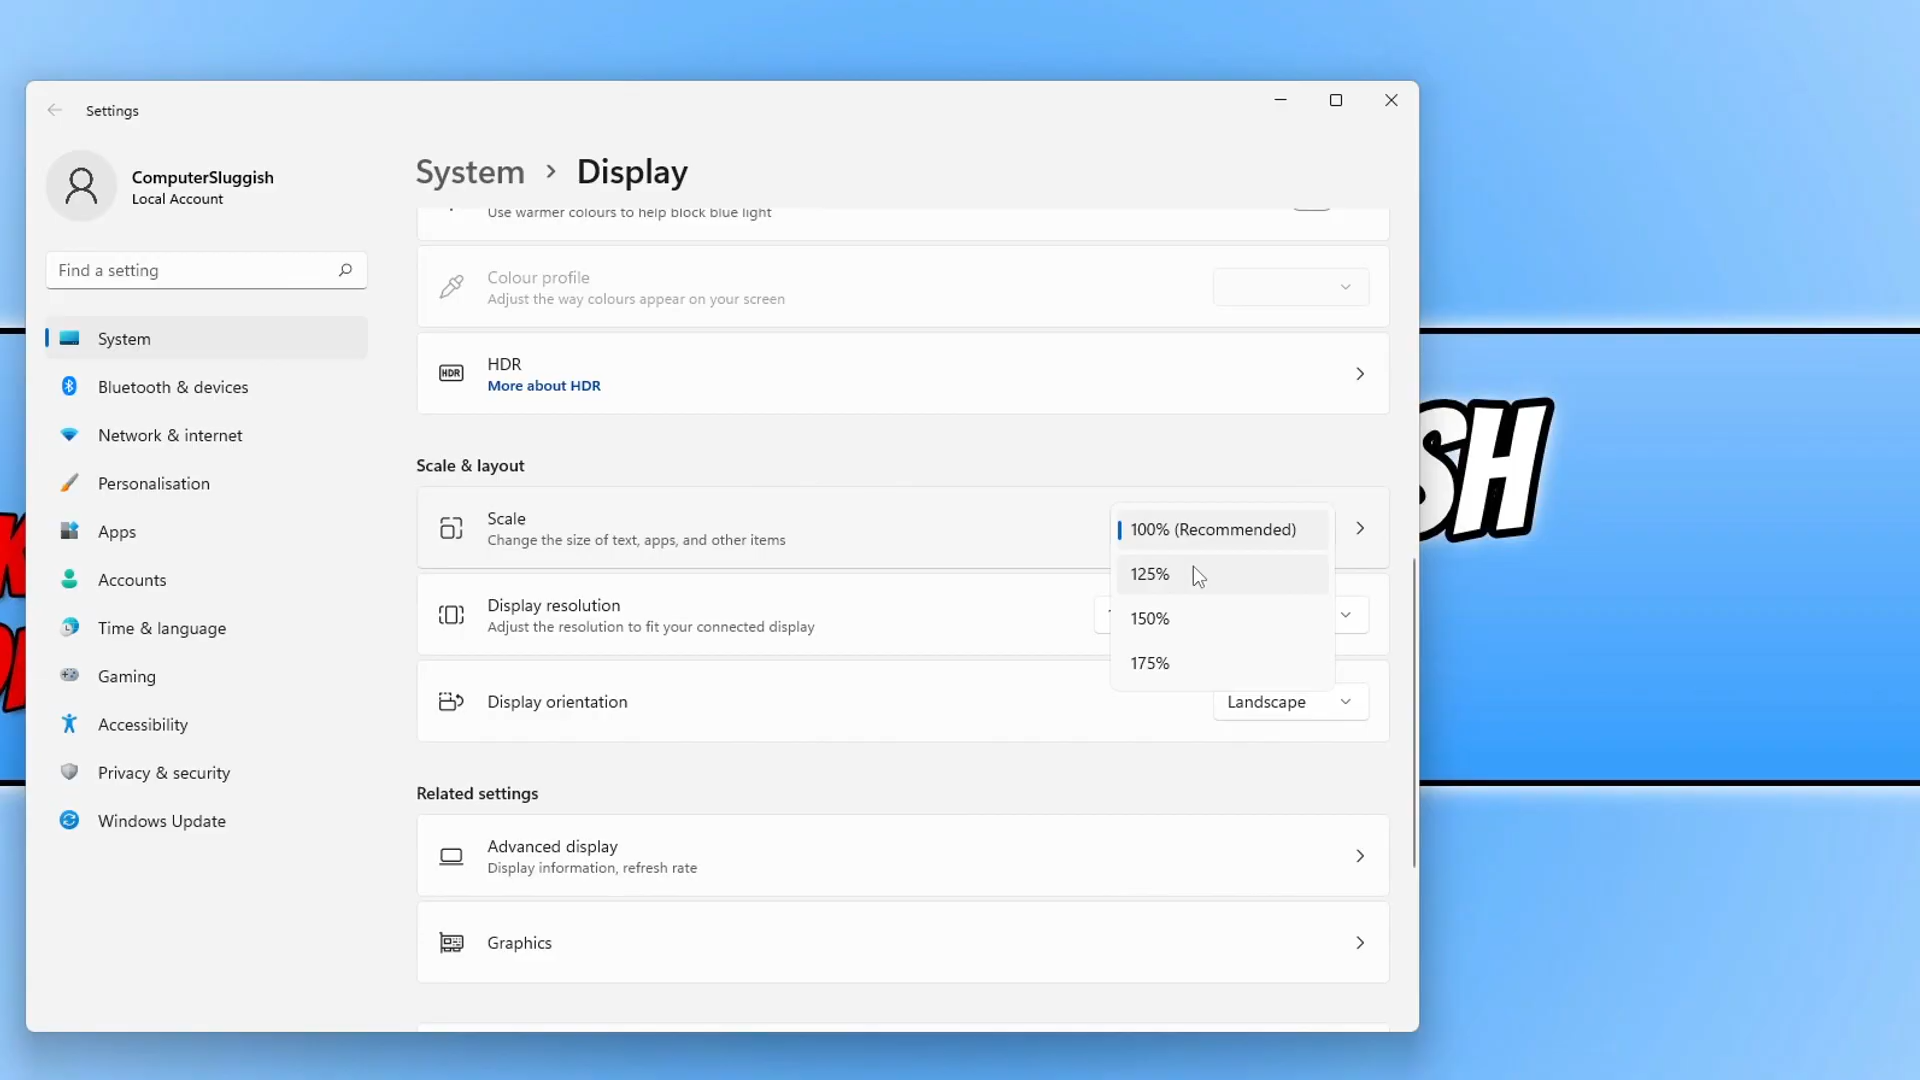 Settings
ComputerSluggish
Local Account
Find a setting
System
Bluetooth & devices
Network & internet
Personalisation
Apps
Accounts
Time & language
Gaming
Accessibility
Privacy & security
Windows Update
System > Display
Use warmer colours to help block blue light
Colour profile
Adjust the way colours appear on your screen
HDR
HDR
More about HDR
Scale & layout
Scale
Change the size of text, apps, and other items
100% (Recommended)
125%
150%
175%
Display resolution
Adjust the resolution to fit your connected display
Display orientation
Landscape
Related settings
Advanced display
Display information, refresh rate
Graphics
SH